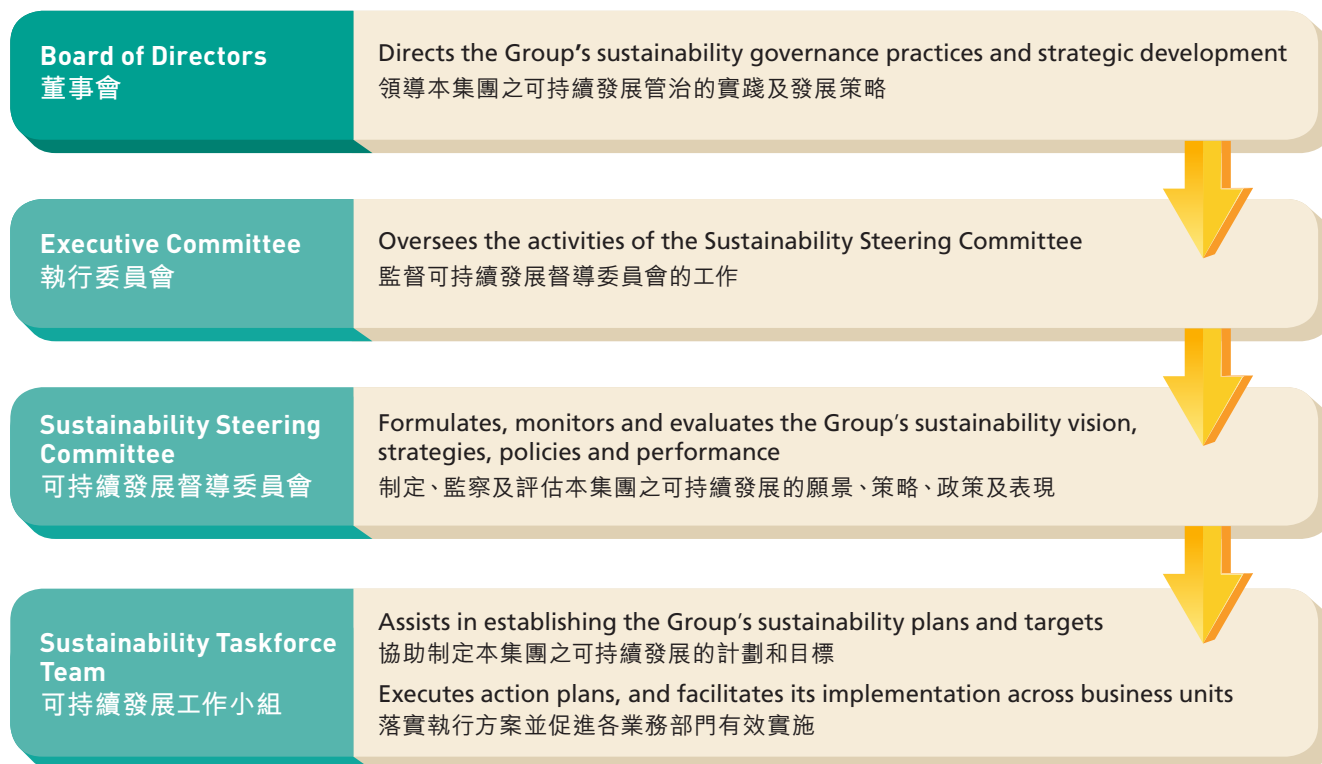 Board of Directors
董事會
Directs the Group's sustainability governance practices and strategic development
領導本集團之可持續發展管治的實踐及發展策略
Executive Committee
執行委員會
Oversees the activities of the Sustainability Steering Committee
監督可持續發展督導委員會的工作
Sustainability Steering
Committee
可持續發展督導委員會
Formulates, monitors and evaluates the Group's sustainability vision,
strategies, policies and performance
制定、監察及評估本集團之可持續發展的願景、策略、政策及表現
Sustainability Taskforce
Team
可持續發展工作小組
Assists in establishing the Group's sustainability plans and targets
協助制定本集團之可持續發展的計劃和目標
Executes action plans, and facilitates its implementation across business units
落實執行方案並促進各業務部門有效實施